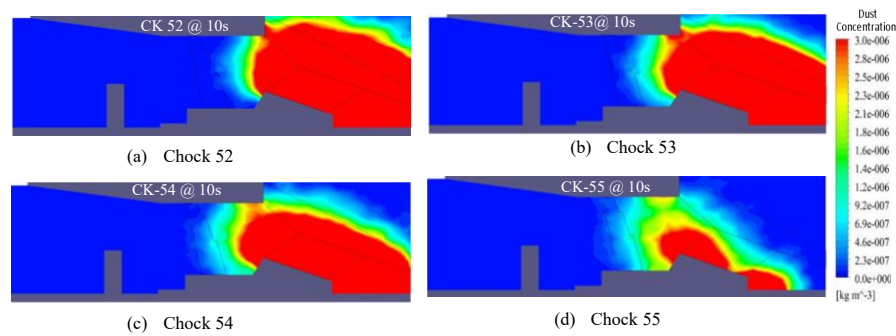 CK 52 @ 10s
(a) Chock 52
CK-53@ 10s
(b) Chock 53
CK-54 @ 10s
(c) Chock 54
CK-55 @ 10s
(d) Chock 55
Dust
Concentration
3.0e-006
2.8e-006
2.6e-006
2.3e-006
2.1e-006
1.9e-006
1.6e-006
1.4e-006
1.2e-006
9.2e-007
6.9e-007
4.6e-007
2.3e-007
0.0e+000
[kg m^-3]